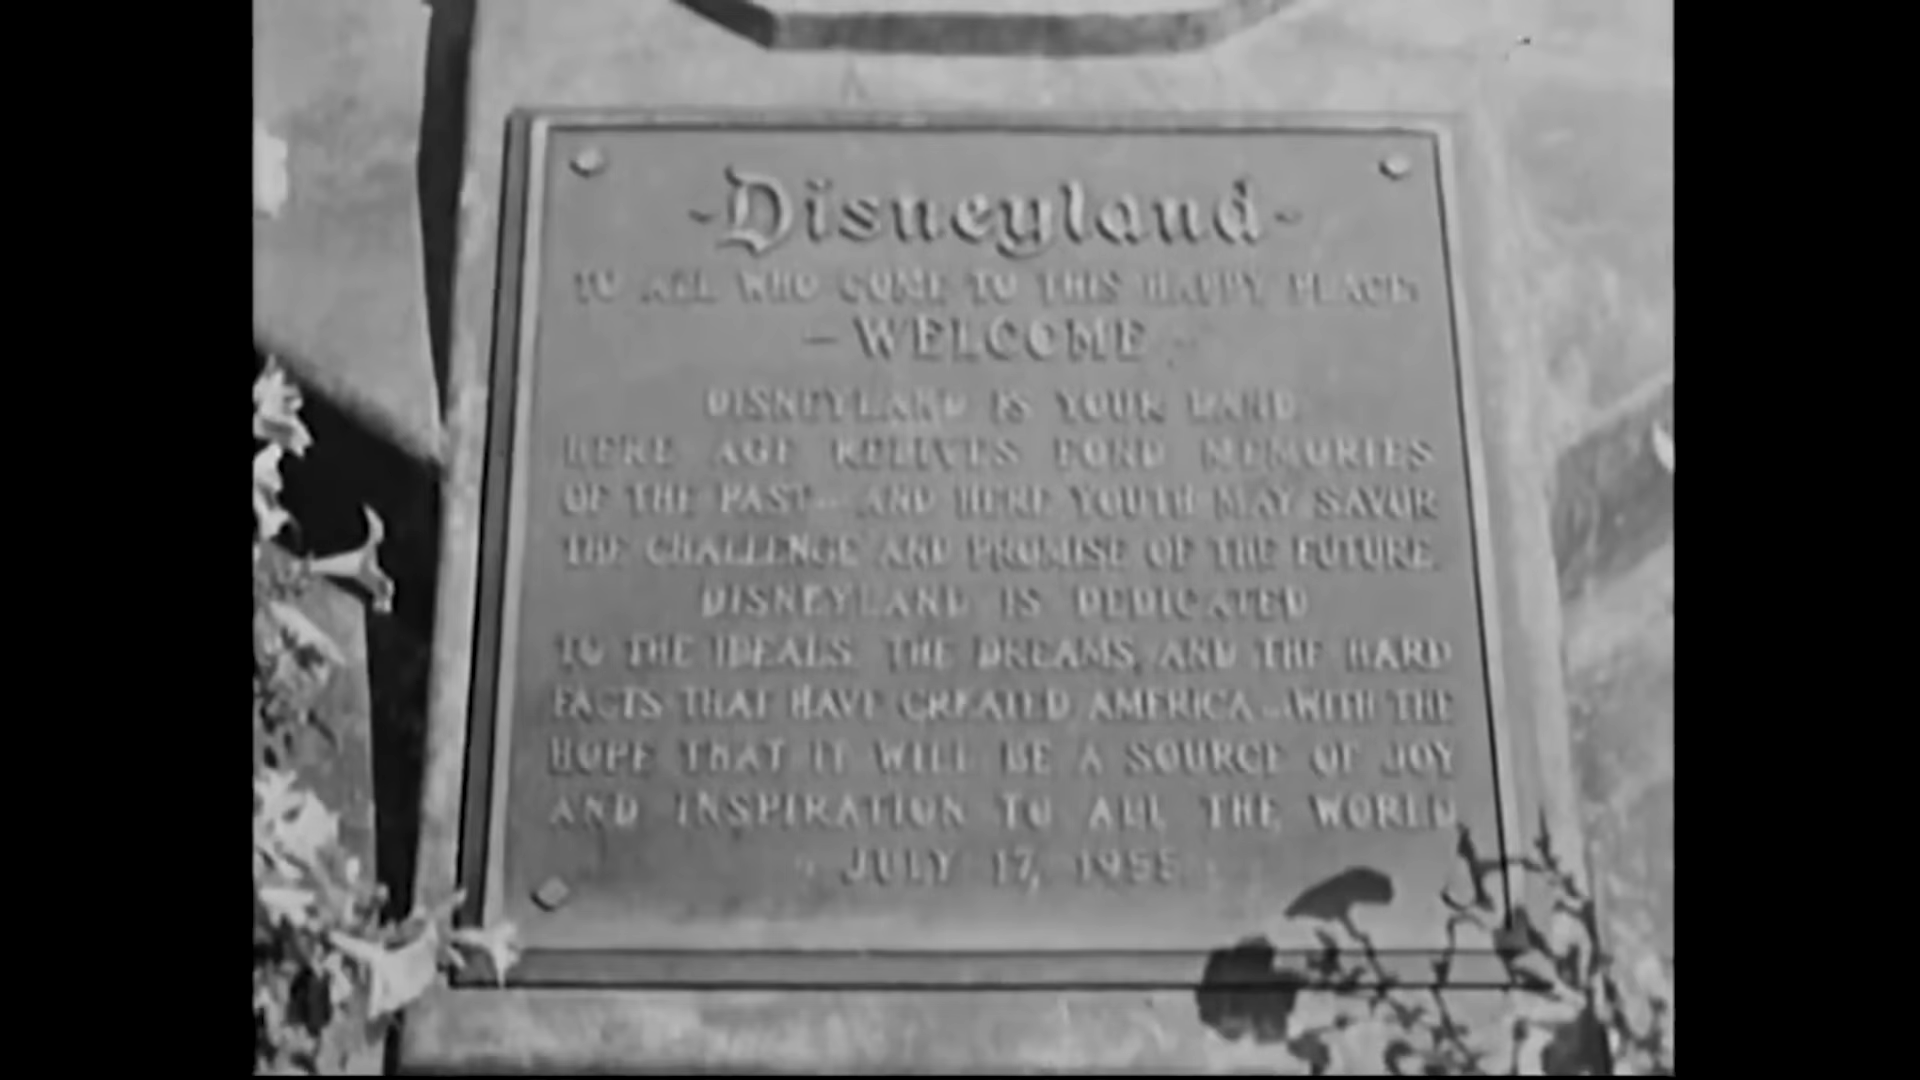 -Disneyland-
TO ALL WHO COME TO THIS HAPPY PLACE:
- WELCOME -
DISNEYLAND IS YOUR LAND.
HERE AGE RELIVES FOND MEMORIES
OF THE PAST--AND HERE YOUTH MAY SAVOR
THE CHALLENGE AND PROMISE OF THE FUTURE.
DISNEYLAND IS DEDICATED
TO THE IDEALS, THE DREAMS, AND THE HARD
FACTS THAT HAVE CREATED AMERICA--WITH THE
HOPE THAT IT WILL BE A SOURCE OF JOY
AND INSPIRATION TO ALL THE WORLD.
JULY 17, 1955